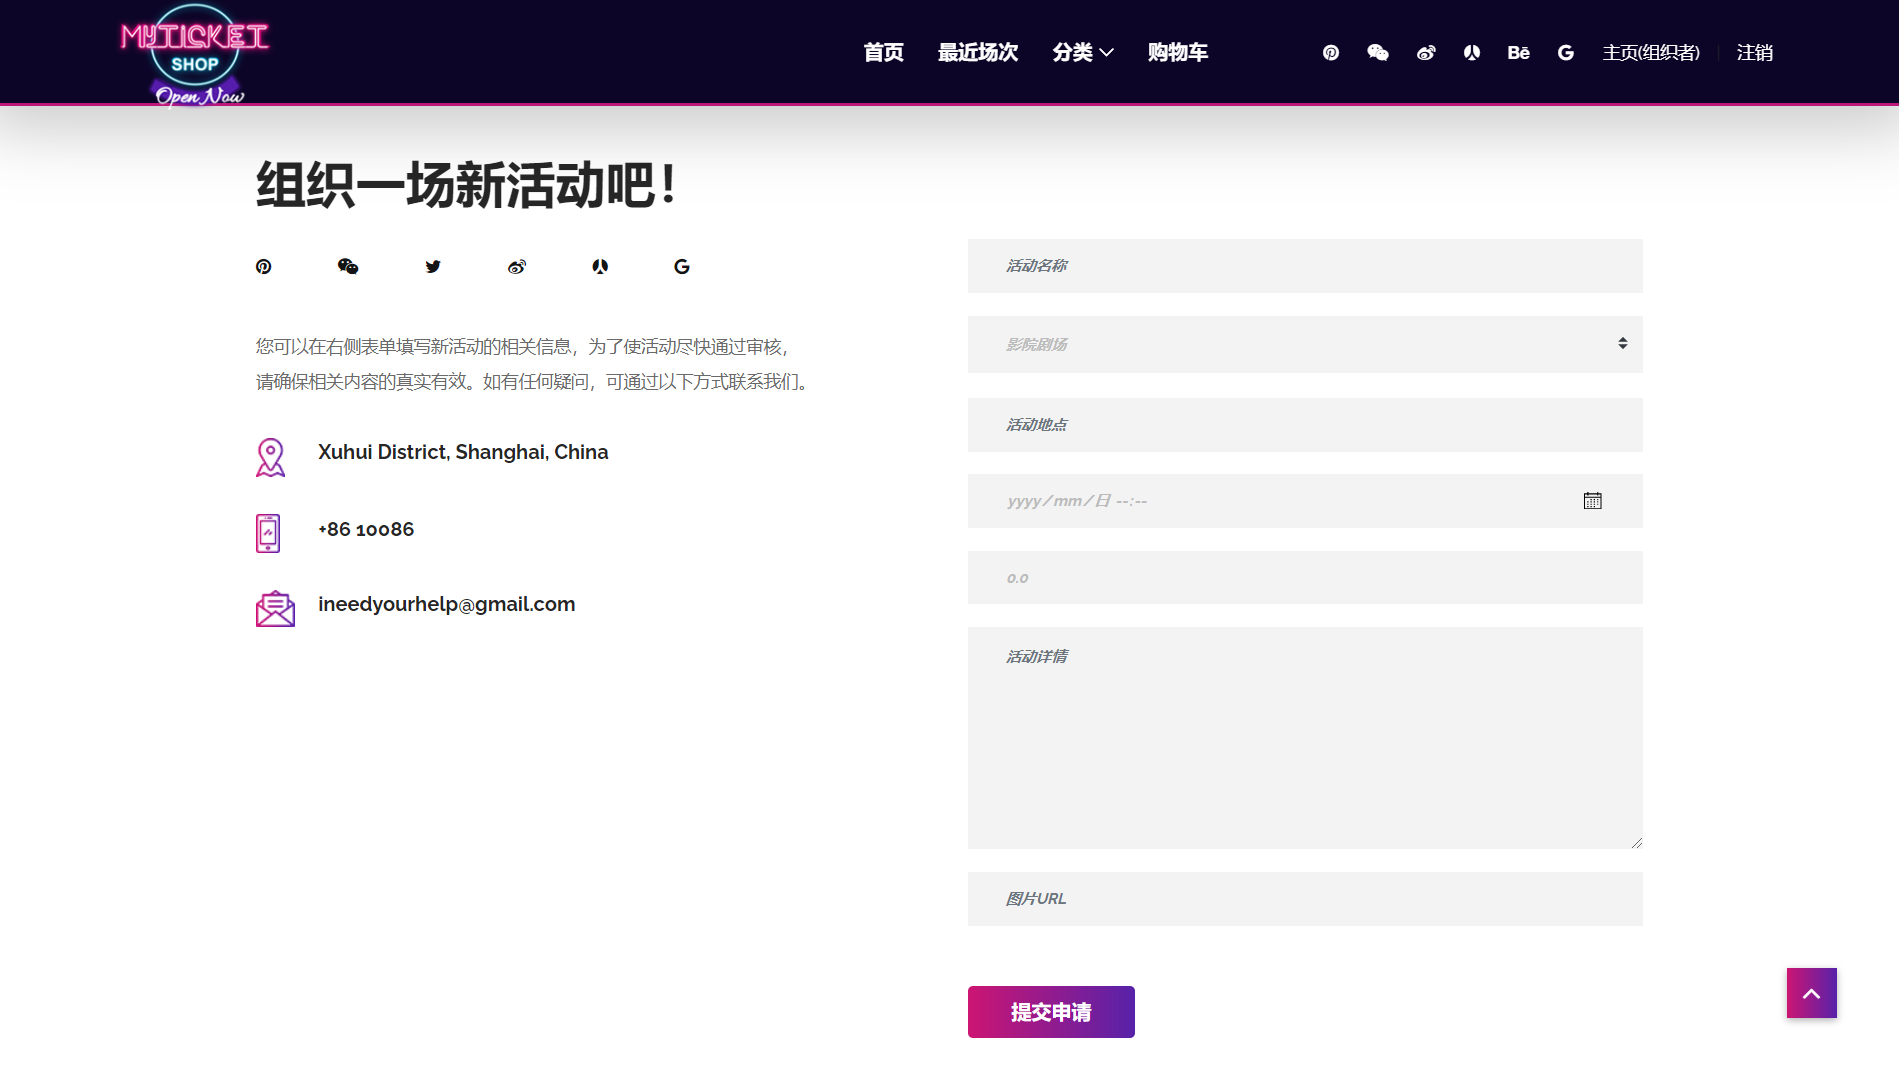 MYTICKET
SHOP
Open Now
首页 最近场次 分类 购物车 Bē G 主页(组织者) 注销
组织一场新活动吧！
您可以在右侧表单填写新活动的相关信息，为了使活动尽快通过审核，
请确保相关内容的真实有效。如有任何疑问，可通过以下方式联系我们。
Xuhui District, Shanghai, China
+86 10086
ineedyourhelp@gmail.com
活动名称
影院剧场
活动地点
yyyy/mm/日 --:--
0.0
活动详情
图片URL
提交申请